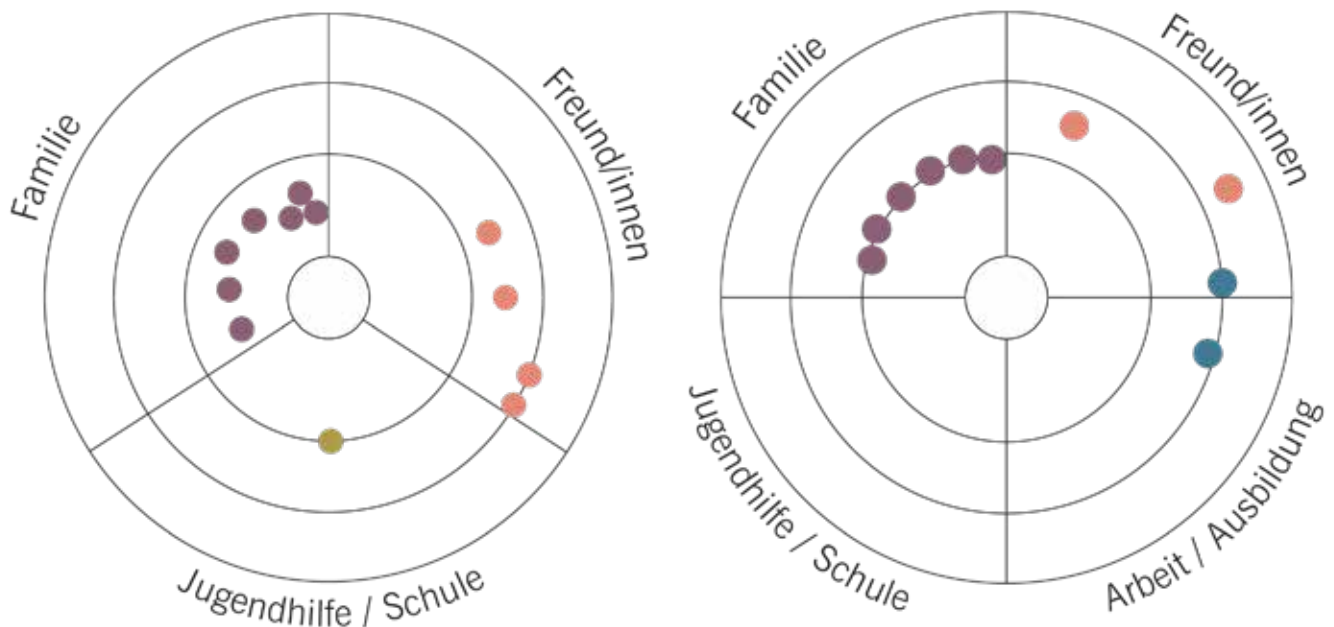 Familie
Freund/innen
Jugendhilfe / Schule
Familie
Freund/innen
Jugendhilfe / Schule
Arbeit / Ausbildung